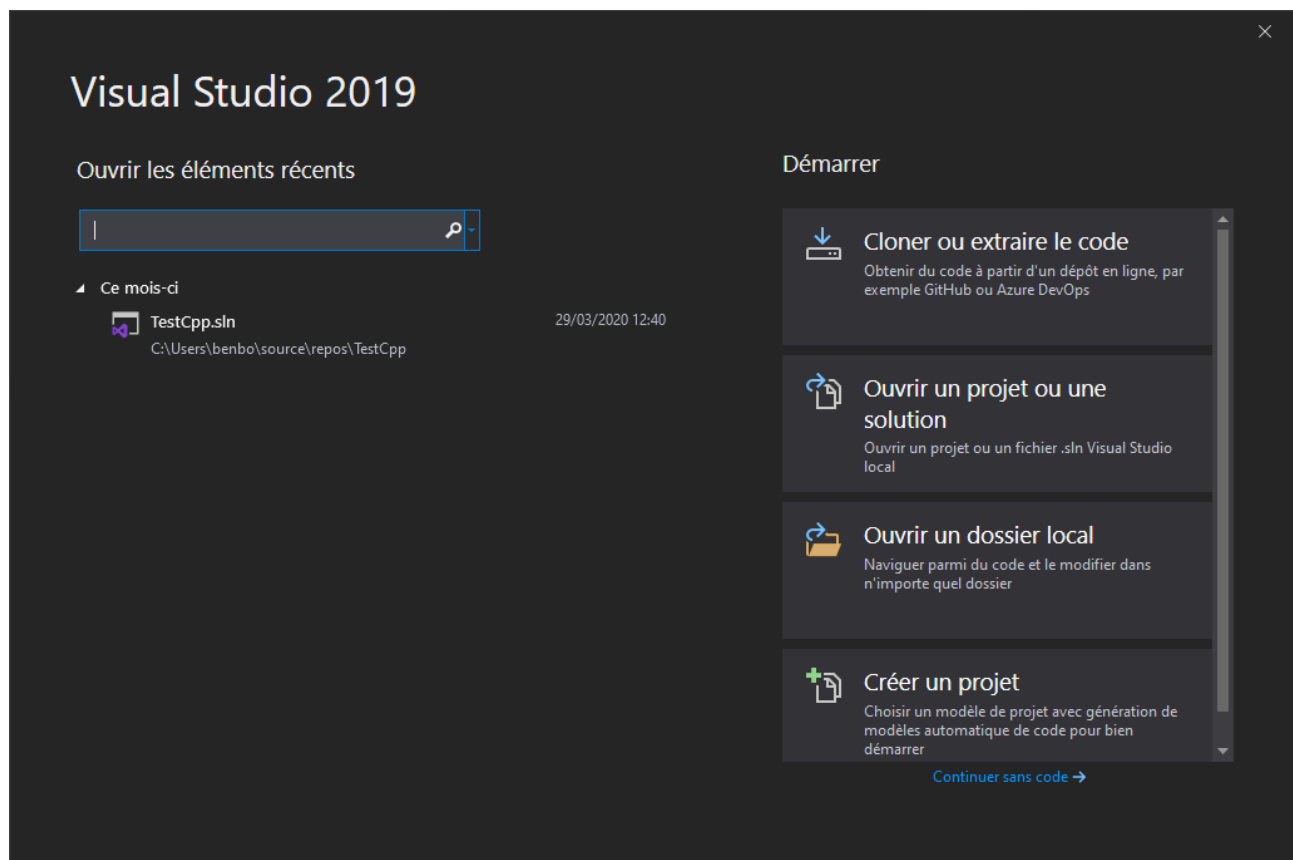 Visual Studio 2019
Ouvrir les éléments récents
Ce mois-ci
TestCpp.sln 29/03/2020 12:40
C:\Users\benbo\source\repos\TestCpp
Démarrer
Cloner ou extraire le code
Obtenir du code à partir d'un dépôt en ligne, par
exemple GitHub ou Azure DevOps
Ouvrir un projet ou une
solution
Ouvrir un projet ou un fichier .sln Visual Studio
local
Ouvrir un dossier local
Naviguer parmi du code et le modifier dans
n'importe quel dossier
Créer un projet
Choisir un modèle de projet avec génération de
modèles automatique de code pour bien
démarrer
Continuer sans code →